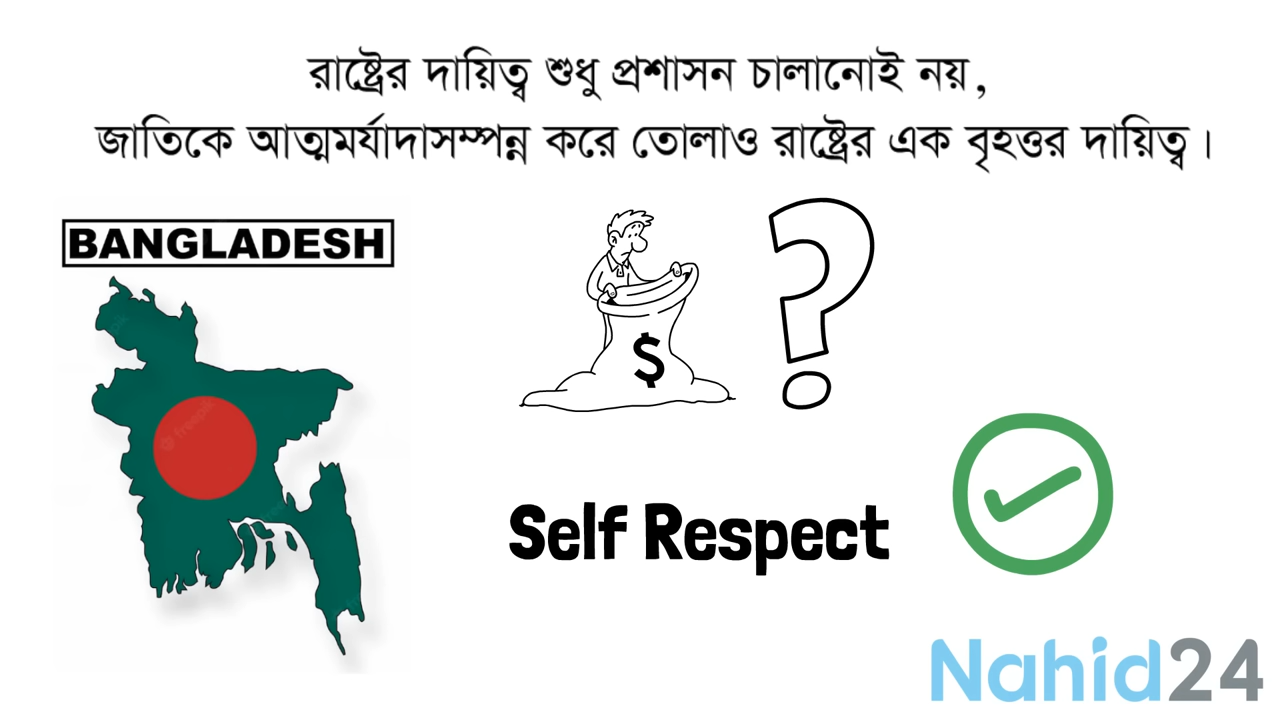 রাষ্ট্রের দায়িত্ব শুধু প্রশাসন চালানোই নয়,
জাতিকে আত্মমর্যাদাসম্পন্ন করে তোলাও রাষ্ট্রের এক বৃহত্তর দায়িত্ব।
BANGLADESH
$
?
Self Respect
Nahid24